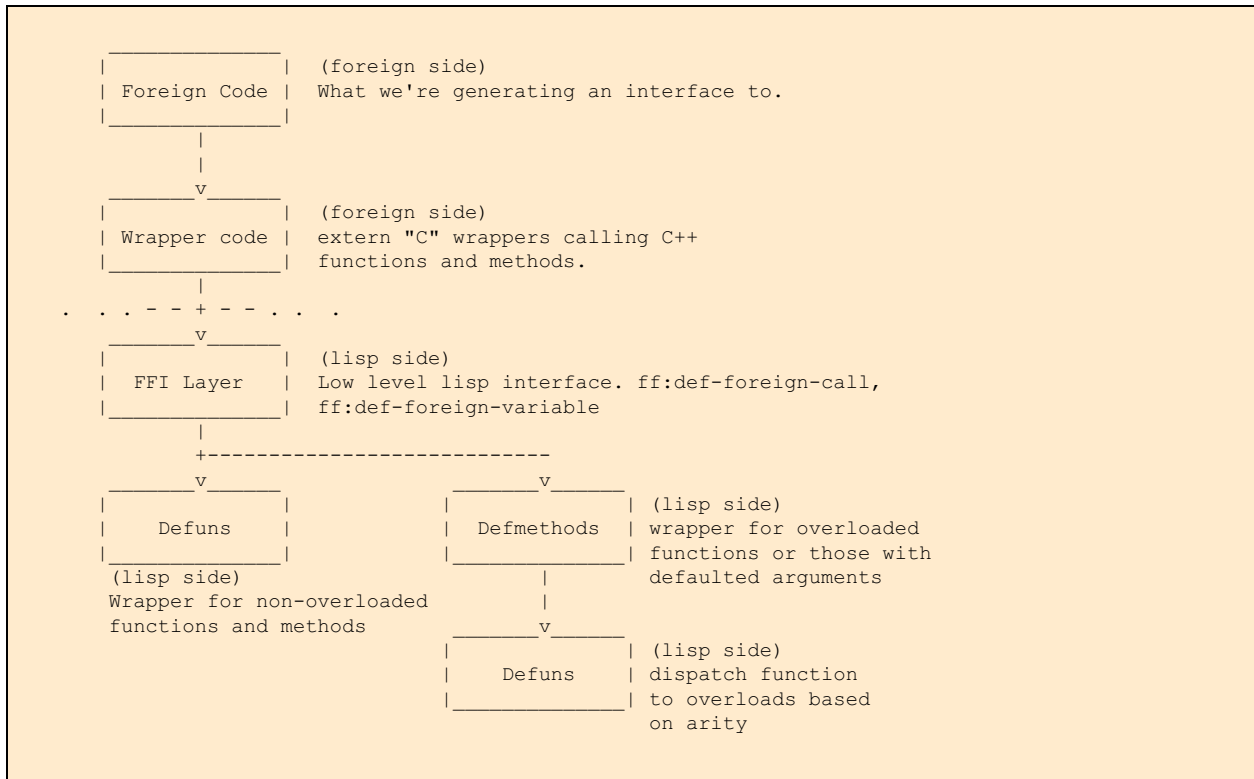 (foreign side)
Foreign Code What we're generating an interface to.
v
(foreign side)
Wrapper code extern "C" wrappers calling C++
functions and methods.
. . . - - + - - . . .
v
(lisp side)
FFI Layer Low level lisp interface. ff:def-foreign-call,
ff:def-foreign-variable
+----------------------------
v v
(lisp side)
Defuns Defmethods wrapper for overloaded
functions or those with
(lisp side) defaulted arguments
Wrapper for non-overloaded
functions and methods
v
(lisp side)
Defuns dispatch function
to overloads based
on arity